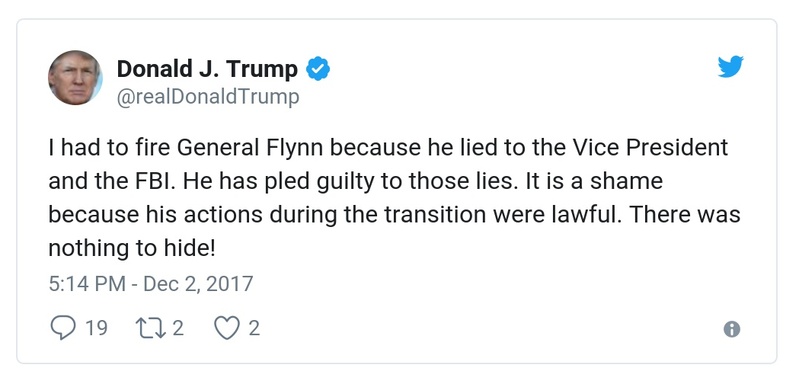 Donald J. Trump
@realDonaldTrump
I had to fire General Flynn because he lied to the Vice President
and the FBI. He has pled guilty to those lies. It is a shame
because his actions during the transition were lawful. There was
nothing to hide!
5:14 PM - Dec 2, 2017
19 2 2